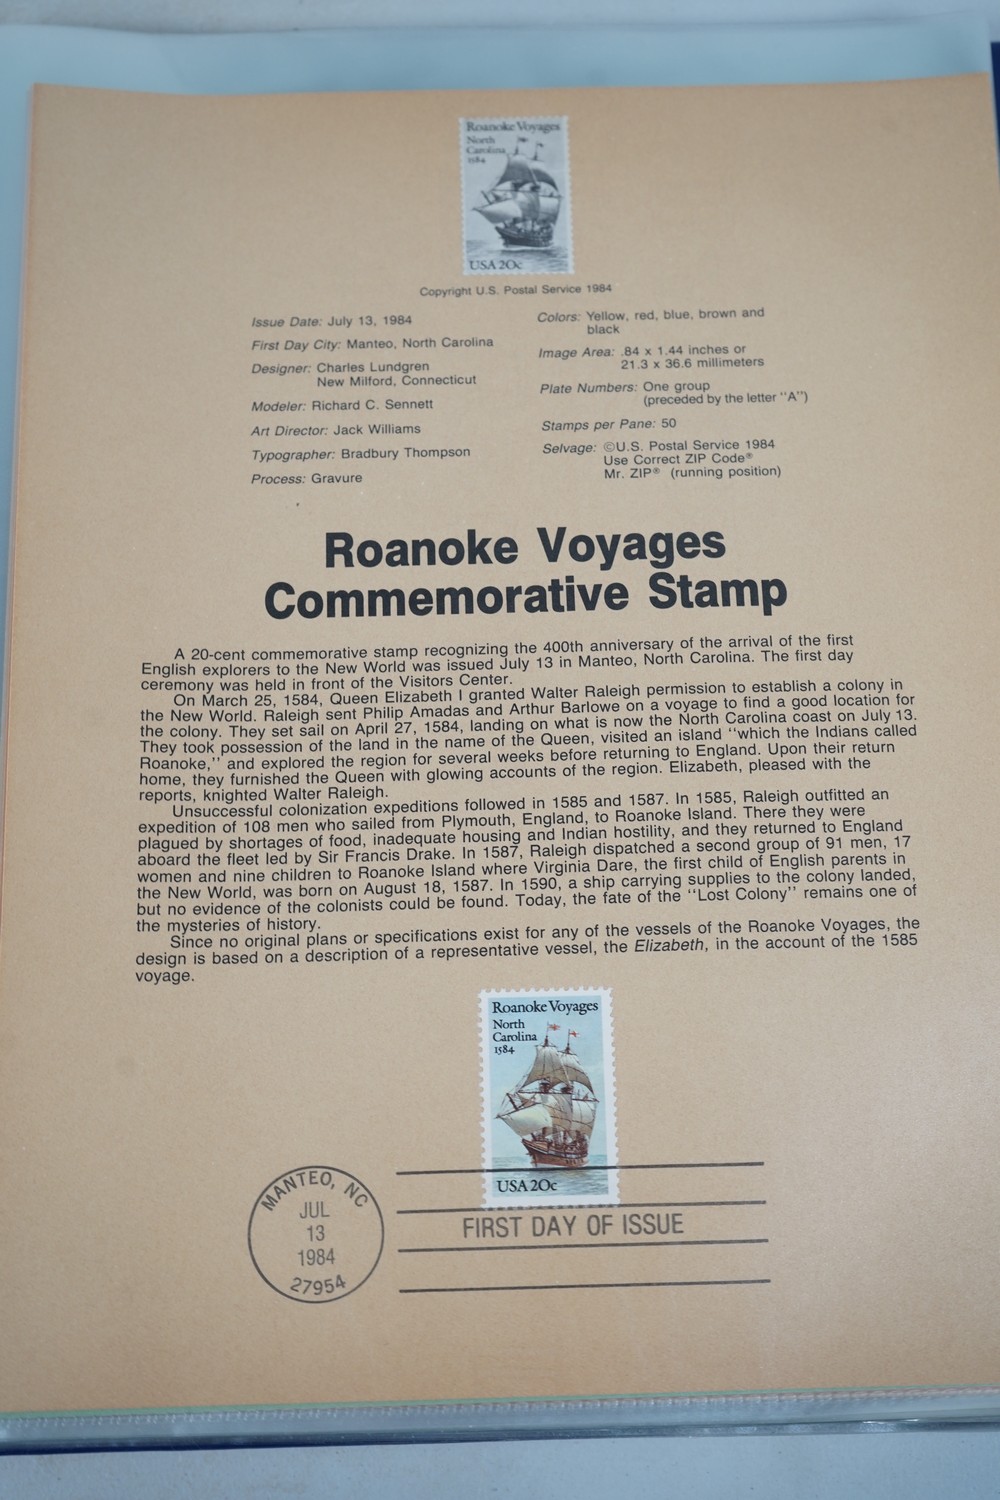 Roanoke Voyages
North
Carolina
1584
USA 20c
Copyright U.S. Postal Service 1984
Issue Date: July 13, 1984
First Day City: Manteo, North Carolina
Designer: Charles Lundgren
New Milford, Connecticut
Modeler: Richard C. Sennett
Art Director: Jack Williams
Typographer: Bradbury Thompson
Process: Gravure
Colors: Yellow, red, blue, brown and
black
Image Area: .84 x 1.44 inches or
21.3 x 36.6 millimeters
Plate Numbers: One group
(preceded by the letter "A")
Stamps per Pane: 50
Selvage: ©U.S. Postal Service 1984
Use Correct ZIP Code®
Mr. ZIP® (running position)
Roanoke Voyages
Commemorative Stamp
A 20-cent commemorative stamp recognizing the 400th anniversary of the arrival of the first
English explorers to the New World was issued July 13 in Manteo, North Carolina. The first day
ceremony was held in front of the Visitors Center.
On March 25, 1584, Queen Elizabeth I granted Walter Raleigh permission to establish a colony in
the New World. Raleigh sent Philip Amadas and Arthur Barlowe on a voyage to find a good location for
the colony. They set sail on April 27, 1584, landing on what is now the North Carolina coast on July 13.
They took possession of the land in the name of the Queen, visited an island "which the Indians called
Roanoke," and explored the region for several weeks before returning to England. Upon their return
home, they furnished the Queen with glowing accounts of the region. Elizabeth, pleased with the
reports, knighted Walter Raleigh.
Unsuccessful colonization expeditions followed in 1585 and 1587. In 1585, Raleigh outfitted an
expedition of 108 men who sailed from Plymouth, England, to Roanoke Island. There they were
plagued by shortages of food, inadequate housing and Indian hostility, and they returned to England
aboard the fleet led by Sir Francis Drake. In 1587, Raleigh dispatched a second group of 91 men, 17
women and nine children to Roanoke Island where Virginia Dare, the first child of English parents in
the New World, was born on August 18, 1587. In 1590, a ship carrying supplies to the colony landed,
but no evidence of the colonists could be found. Today, the fate of the "Lost Colony" remains one of
the mysteries of history.
Since no original plans or specifications exist for any of the vessels of the Roanoke Voyages, the
design is based on a description of a representative vessel, the Elizabeth, in the account of the 1585
voyage.
Roanoke Voyages
North
Carolina
1584
USA 20c
MANTEO, NC
JUL
13
1984
27954
FIRST DAY OF ISSUE